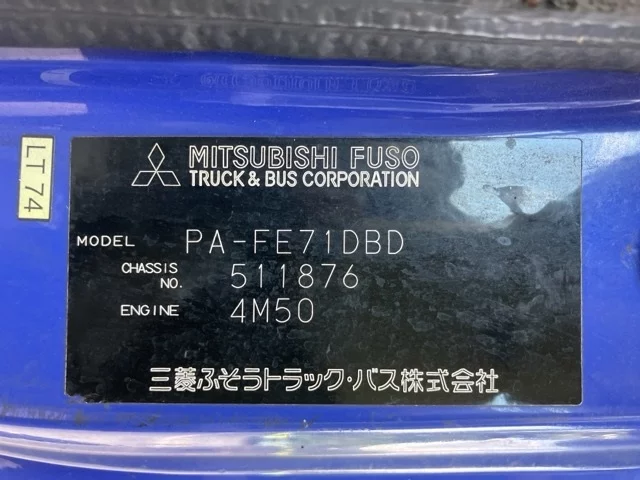 MITSUBISHI FUSO
TRUCK & BUS CORPORATION
LT74
MODEL PA-FE71DBD
CHASSIS NO. 511876
ENGINE 4M50
三菱ふそうトラック・バス株式会社